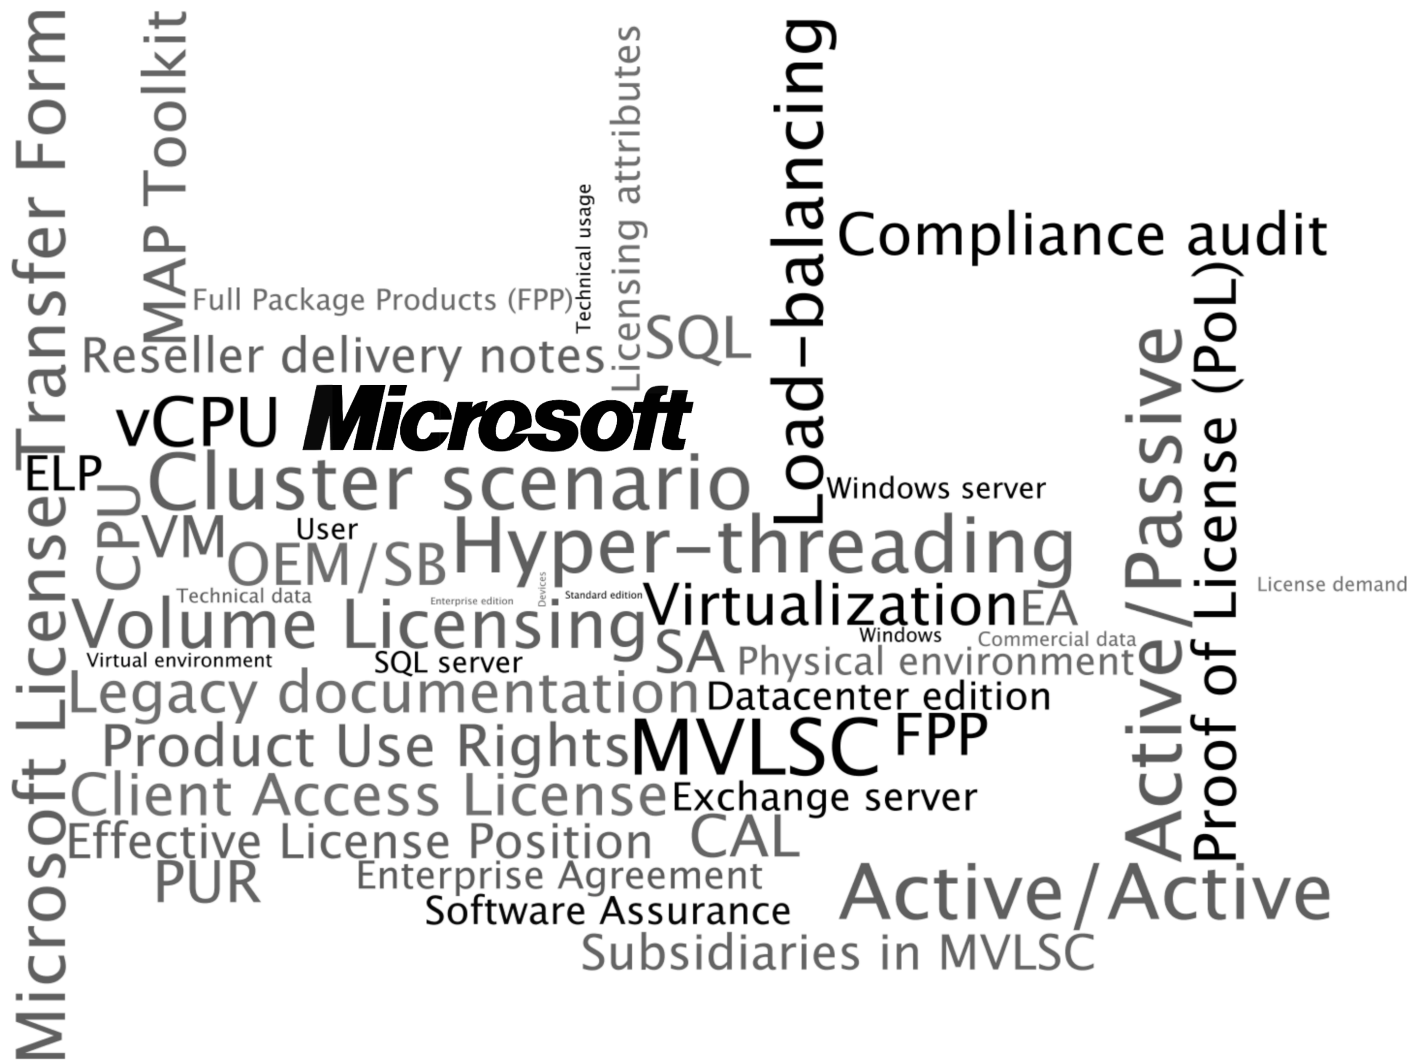 Microsoft License Transfer Form
MAP Toolkit
Licensing attributes
Load-balancing
Technical usage
Compliance audit
Full Package Products (FPP)
Proof of License (PoL)
SQL
Reseller delivery notes
Active/Passive
vCPU
Microsoft
ELP
Cluster scenario
Windows server
CPU
VM
User
OEM/SB
Hyper-threading
License demand
Technical data
Enterprise edition
Devices
Standard edition
Virtualization
EA
Volume Licensing
Windows
Commercial data
Virtual environment
SQL server
SA
Physical environment
Legacy documentation
Datacenter edition
Product Use Rights
MVLSC
FPP
Client Access License
Exchange server
Effective License Position
CAL
PUR
Enterprise Agreement
Active/Active
Software Assurance
Subsidiaries in MVLSC